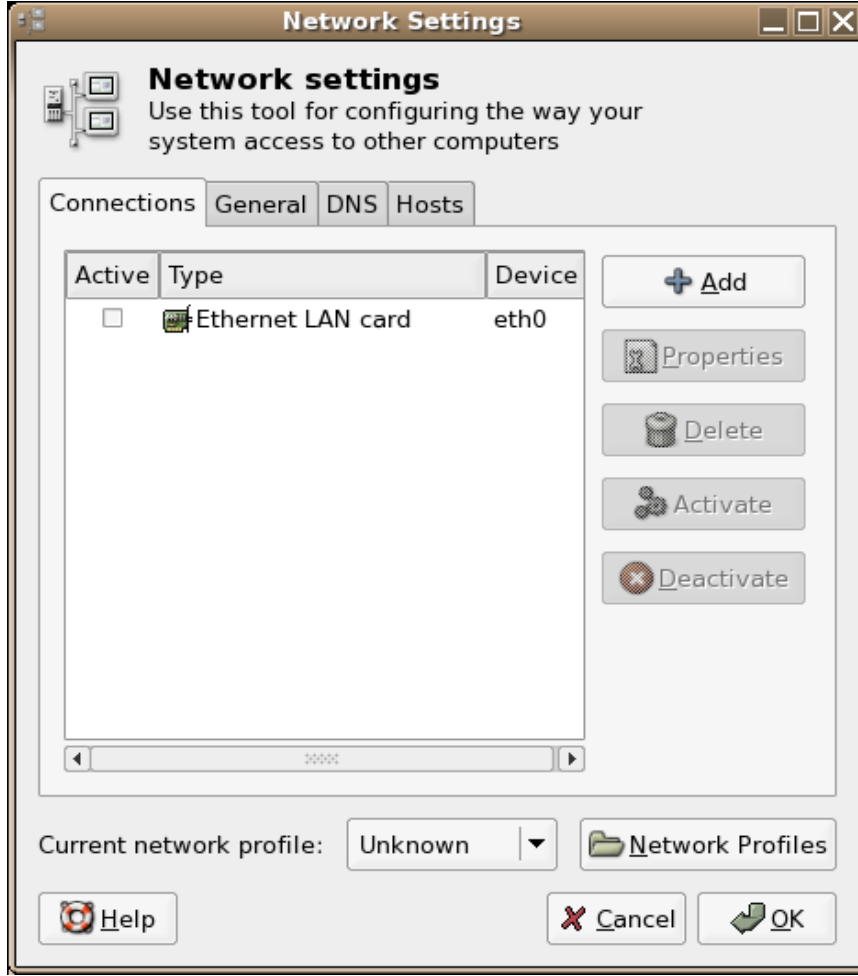 Network Settings
Network settings
Use this tool for configuring the way your
system access to other computers
Connections General DNS Hosts
Active Type Device
Ethernet LAN card eth0
Add
Properties
Delete
Activate
Deactivate
Current network profile: Unknown Network Profiles
Help Cancel OK